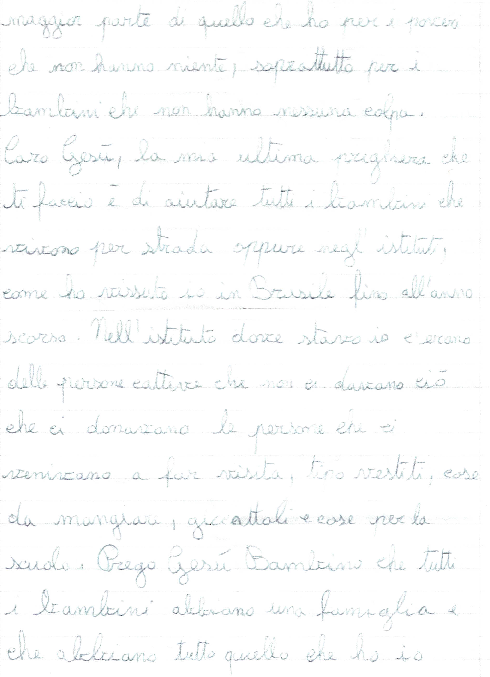 maggior parte di quello che ho per i poveri
che non hanno niente, soprattutto per i
bambini che non hanno nessuna colpa.
Caro Gesù, la mia ultima preghiera che
ti faccio è di aiutare tutti i bambini che
vivono per strada oppure negl'istituti,
come ho vissuto io in Brasile fino all'anno
scorso. Nell'istituto dove stavo io c'erano
delle persone cattive che non ci davano ciò
che ci donavano le persone che ci
venivano a far visita, tipo vestiti, cose
da mangiare, giocattoli e cose per la
scuola. Prego Gesù Bambino che tutti
i bambini abbiano una famiglia e
che abbiano tutto quello che ho io